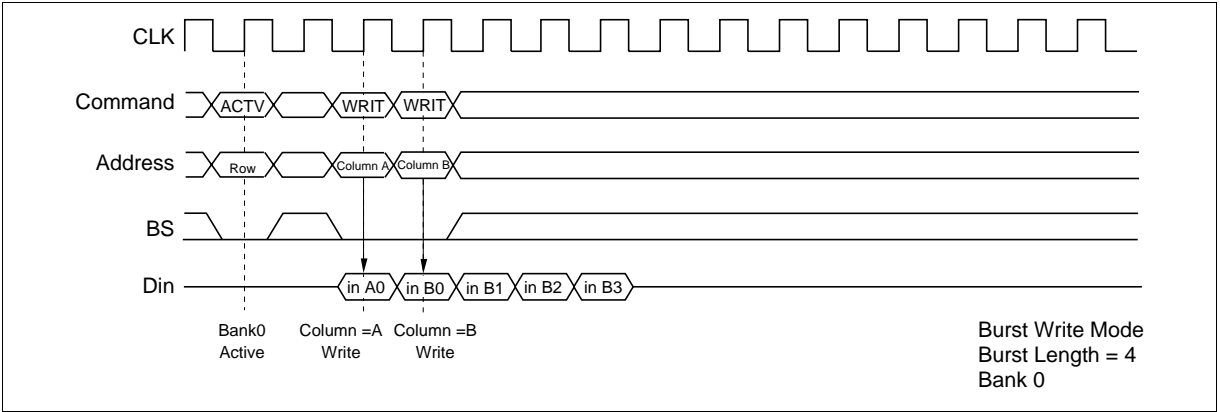 CLK
Command ACTV WRIT WRIT
Address Row Column A Column B
BS
Din in A0 in B0 in B1 in B2 in B3
Bank0 Column =A Column =B
Active Write Write
Burst Write Mode
Burst Length = 4
Bank 0